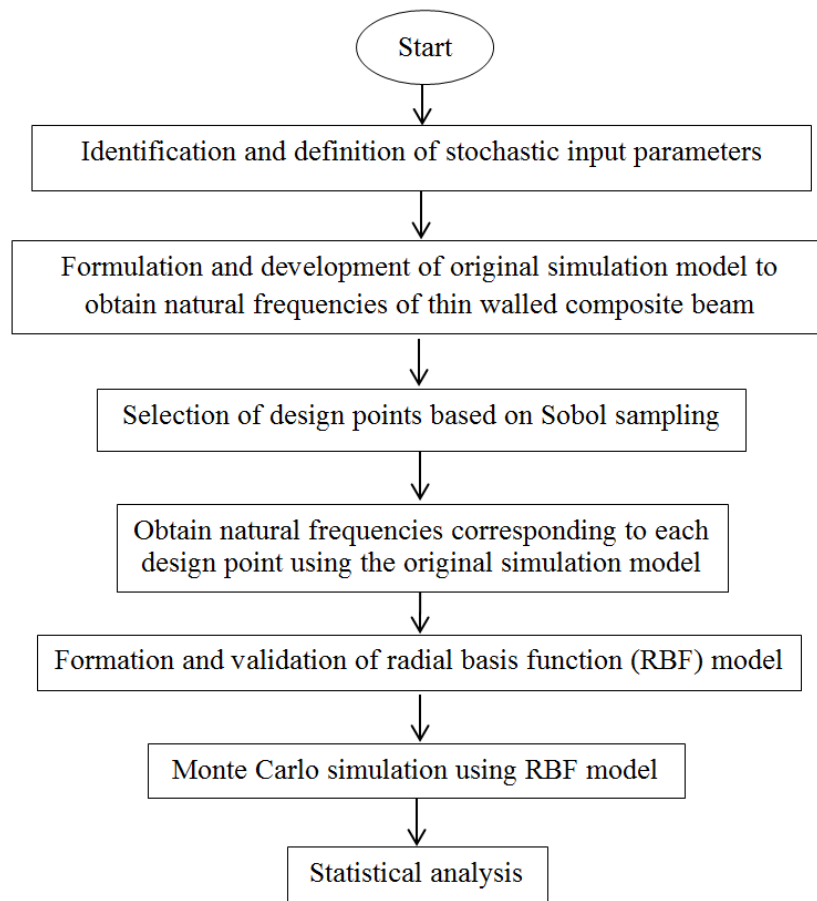 Start
Identification and definition of stochastic input parameters
Formulation and development of original simulation model to
obtain natural frequencies of thin walled composite beam
Selection of design points based on Sobol sampling
Obtain natural frequencies corresponding to each
design point using the original simulation model
Formation and validation of radial basis function (RBF) model
Monte Carlo simulation using RBF model
Statistical analysis